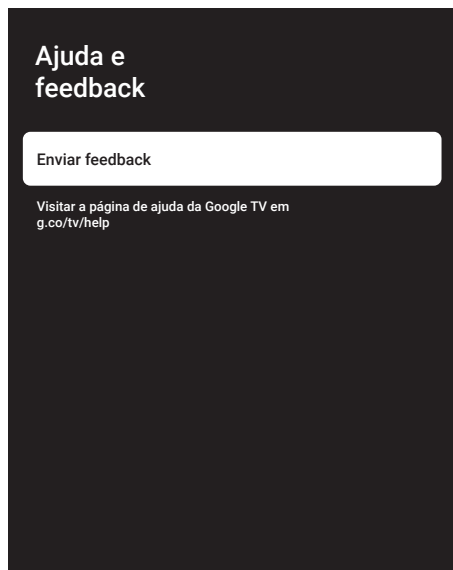 Ajuda e
feedback
Enviar feedback
Visitar a página de ajuda da Google TV em
g.co/tv/help